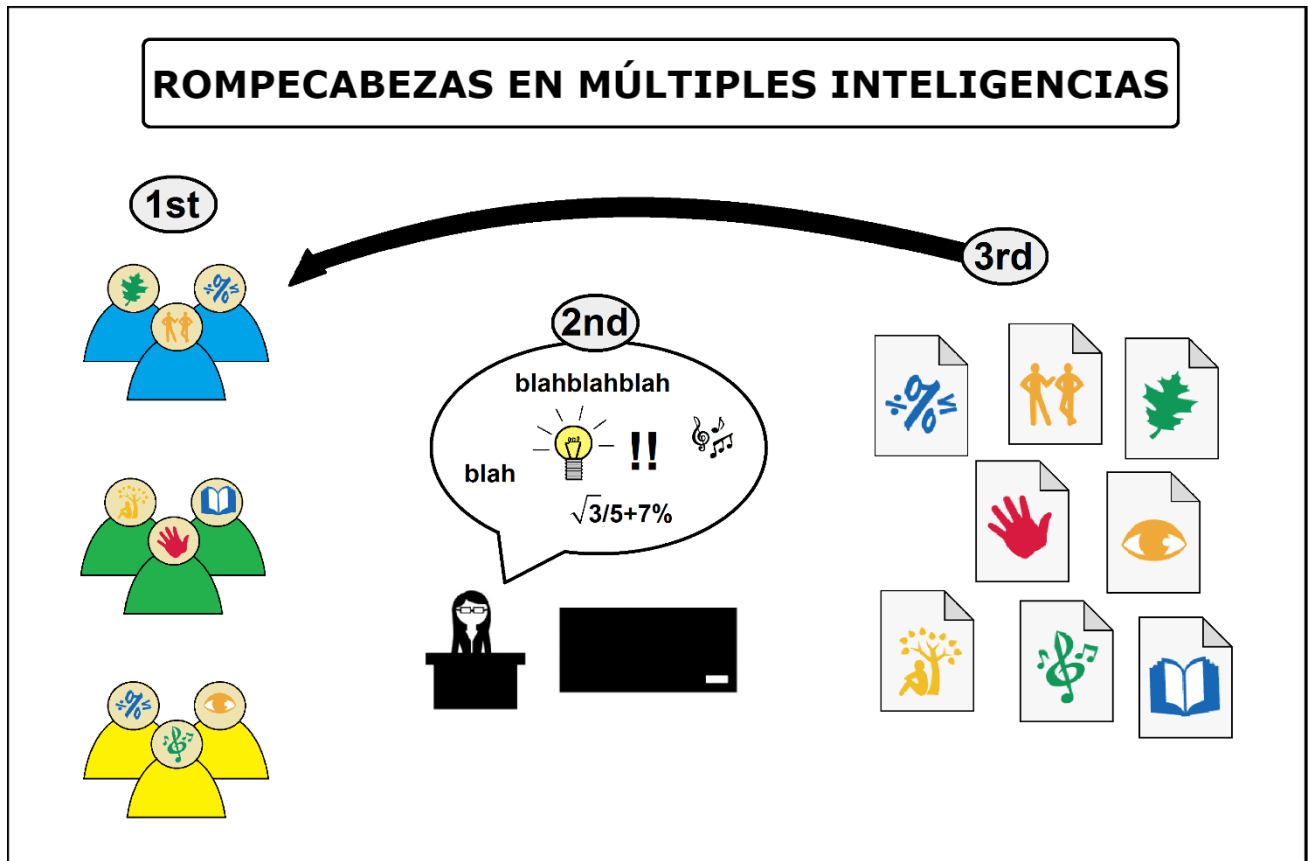 ROMPECABEZAS EN MÚLTIPLES INTELIGENCIAS
1st
3rd
2nd
blahblahblah
!!
blah
√3/5+7%